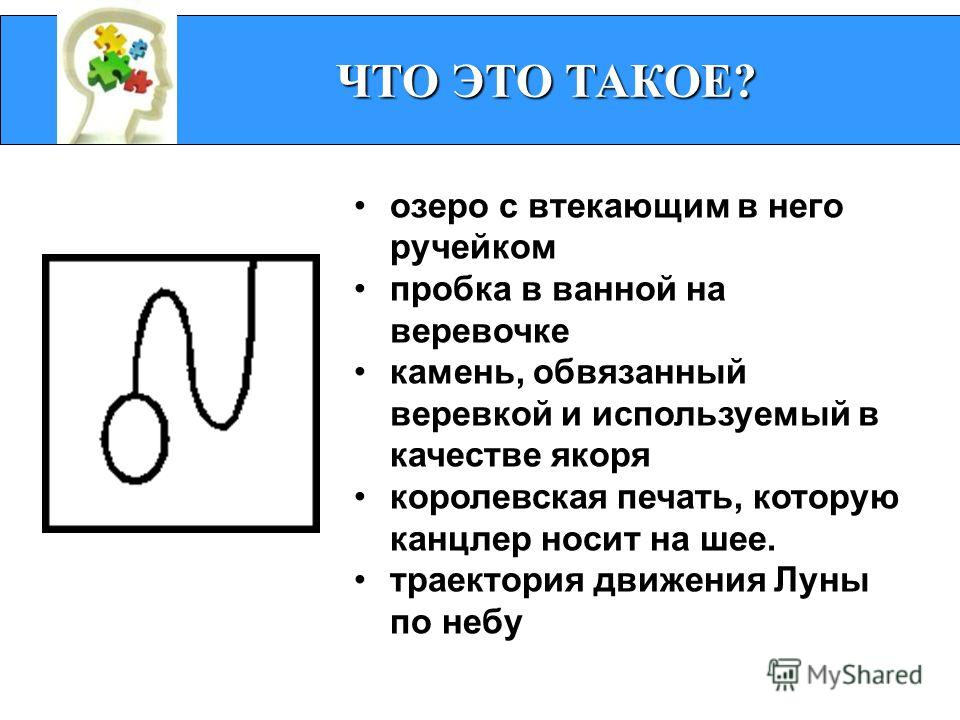 ЧТО ЭТО ТАКОЕ?
• озеро с втекающим в него
ручейком
• пробка в ванной на
веревочке
• камень, обвязанный
веревкой и используемый в
качестве якоря
• королевская печать, которую
канцлер носит на шее.
• траектория движения Луны
по небу
MyShared